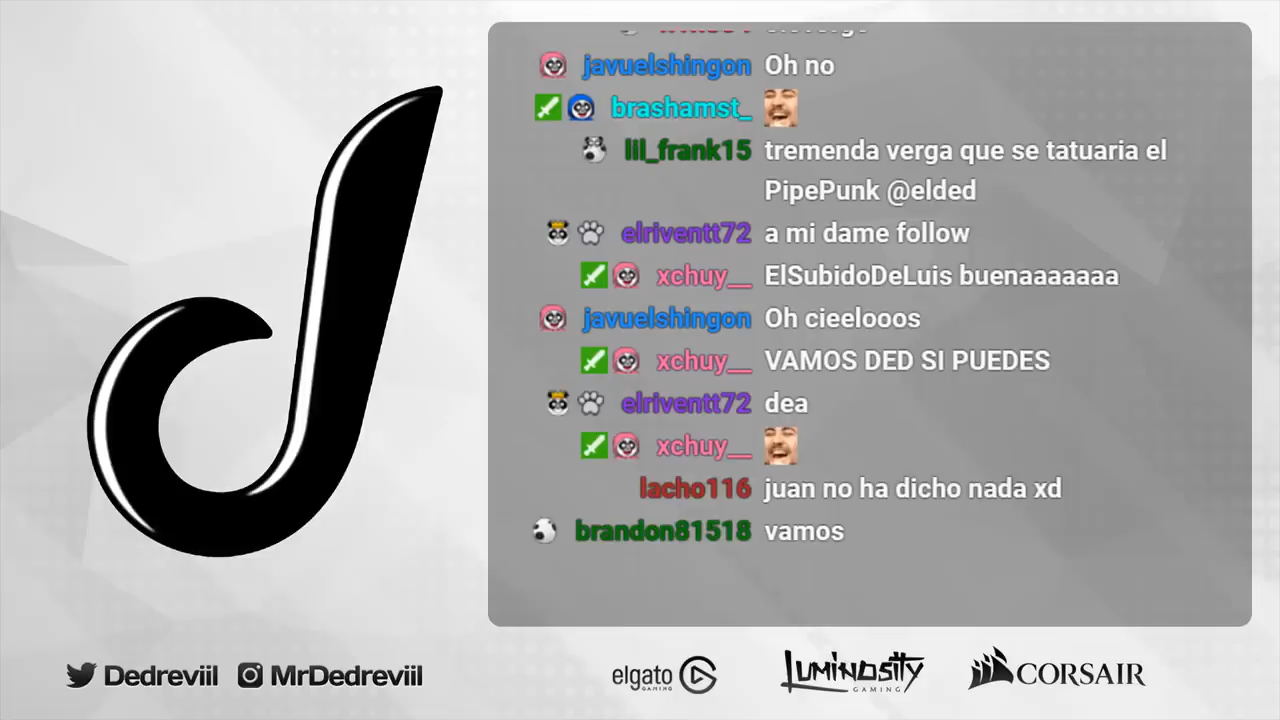 javuelshingon Oh no
brashamst_
lil_frank15 tremenda verga que se tatuaria el
PipePunk @elded
elriventt72 a mi dame follow
xchuy__ ElSubidoDeLuis buenaaaaaaa
javuelshingon Oh cieelooos
xchuy__ VAMOS DED SI PUEDES
elriventt72 dea
xchuy__
lacho116 juan no ha dicho nada xd
brandon81518 vamos
Dedreviil MrDedreviil elgato GAMING LUMINOSITY GAMING CORSAIR